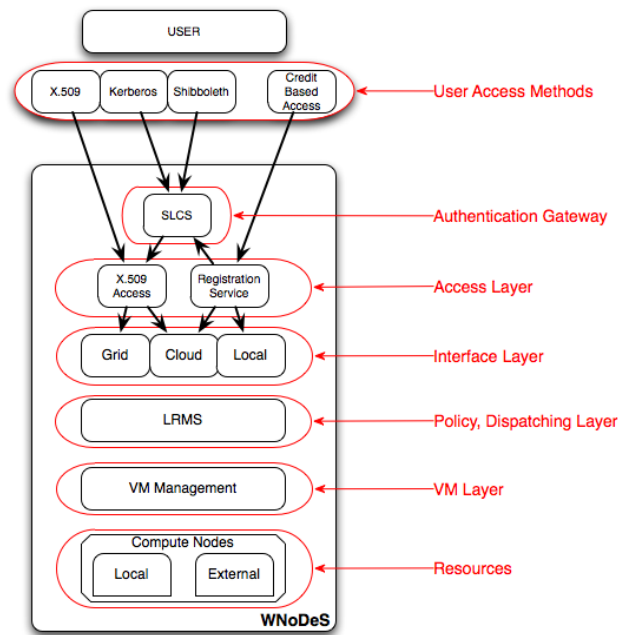 USER
X.509
Kerberos
Shibboleth
Credit
Based
Access
User Access Methods
SLCS
Authentication Gateway
X.509
Access
Registration
Service
Access Layer
Grid
Cloud
Local
Interface Layer
LRMS
Policy, Dispatching Layer
VM Management
VM Layer
Compute Nodes
Local
External
Resources
WNoDeS